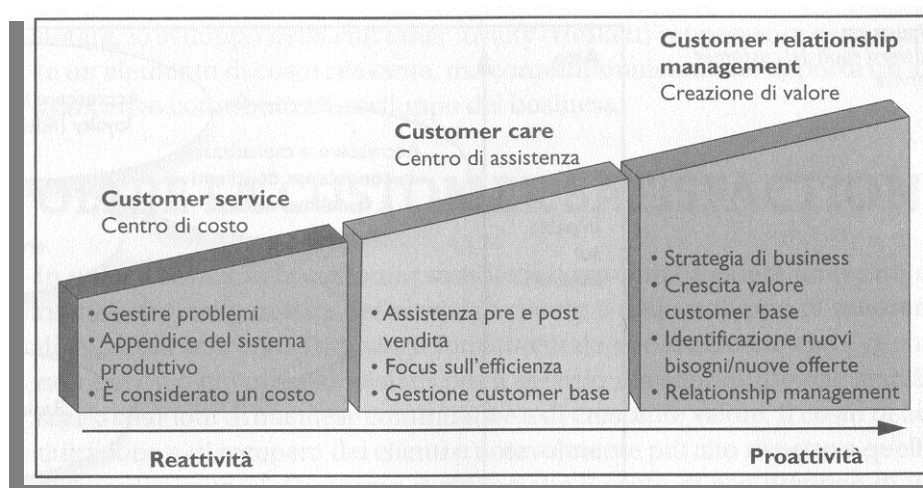 Customer relationship
management
Creazione di valore
Customer care
Centro di assistenza
Customer service
Centro di costo
• Gestire problemi
• Appendice del sistema
produttivo
• È considerato un costo
• Assistenza pre e post
vendita
• Focus sull'efficienza
• Gestione customer base
• Strategia di business
• Crescita valore
customer base
• Identificazione nuovi
bisogni/nuove offerte
• Relationship management
Reattività
Proattività